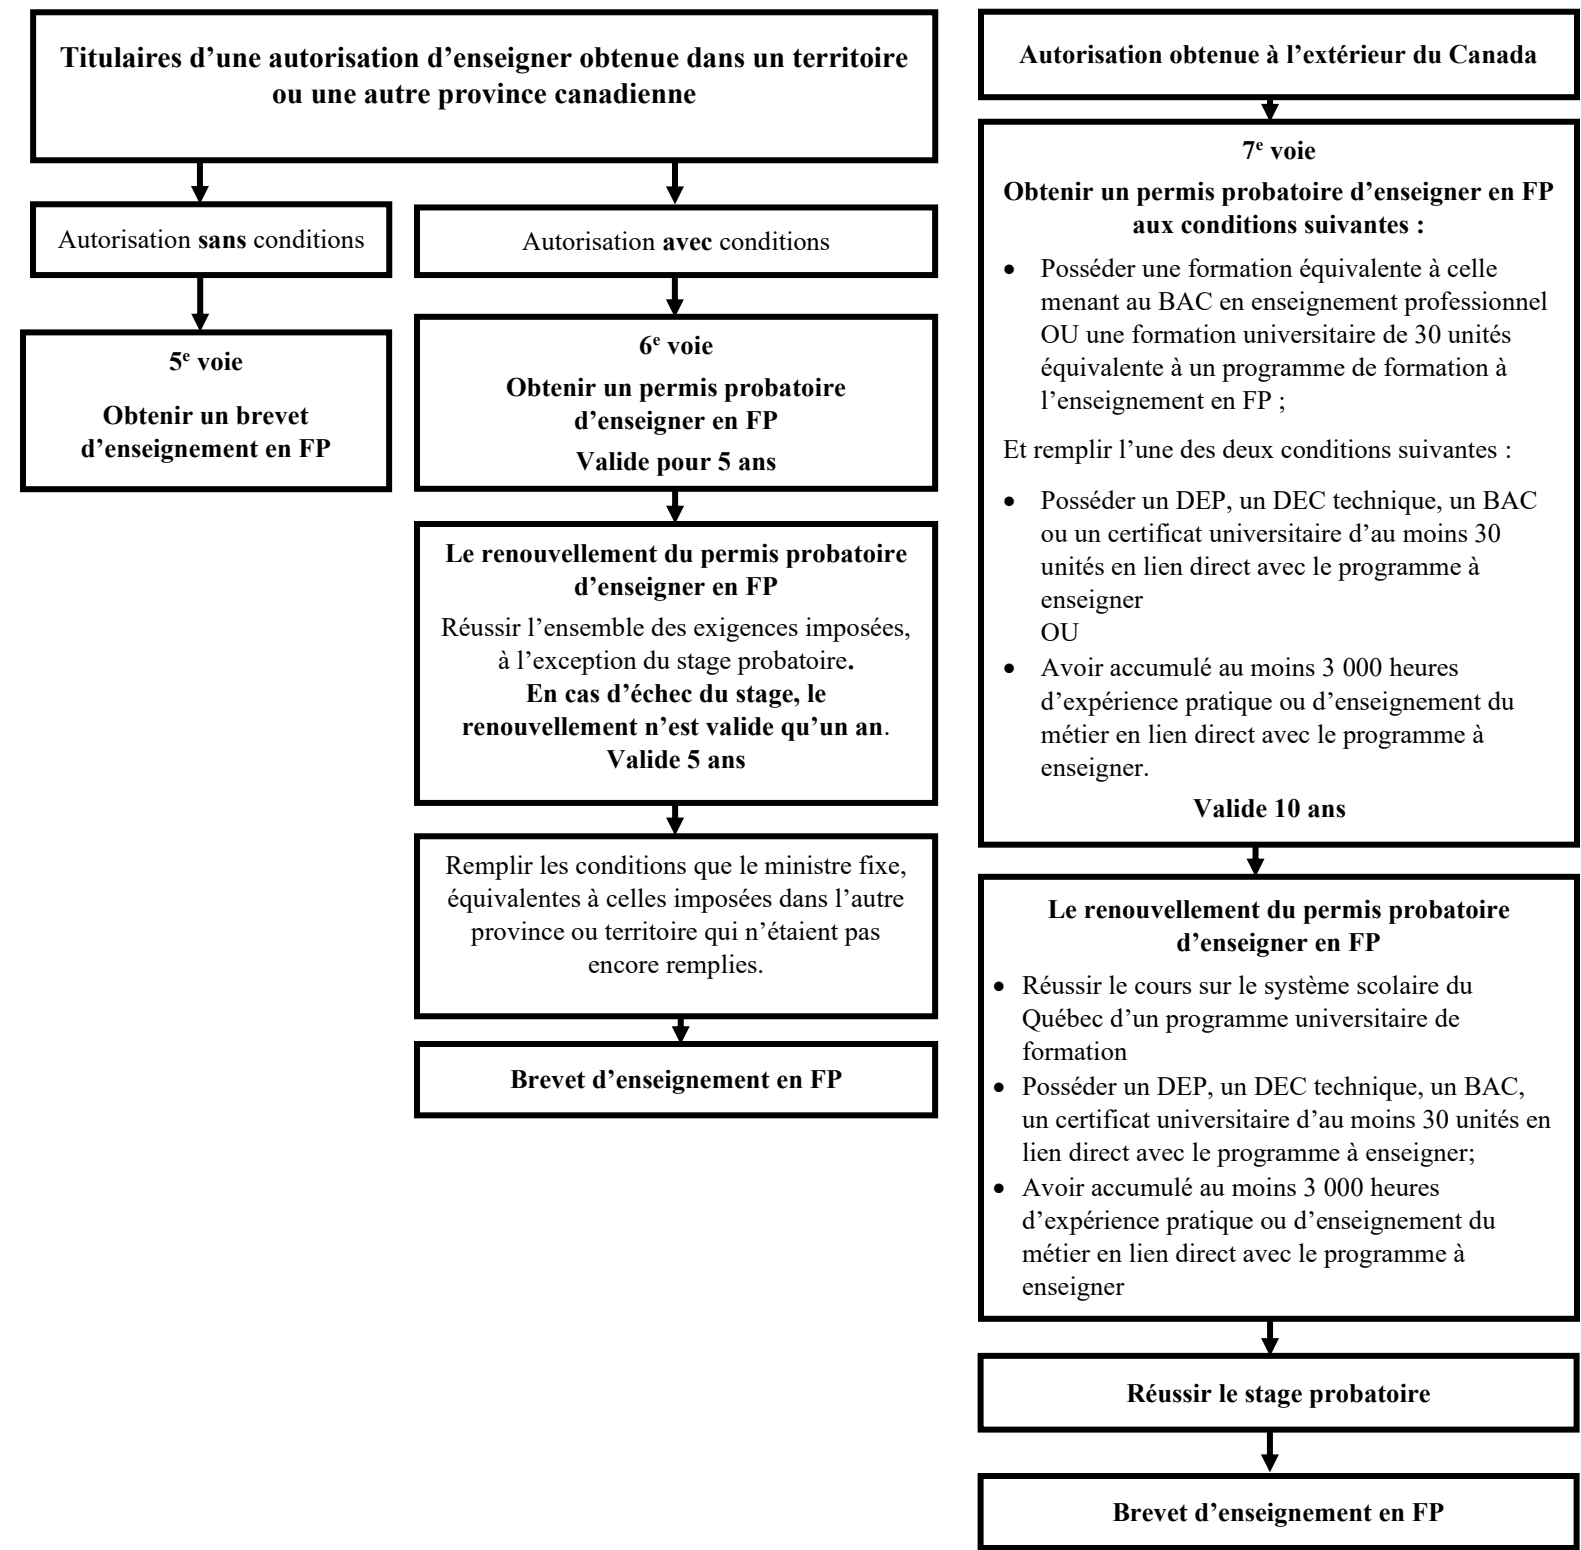 Titulaires d’une autorisation d’enseigner obtenue dans un territoire
ou une autre province canadienne
Autorisation sans conditions
5e voie
Obtenir un brevet
d’enseignement en FP
Autorisation avec conditions
6e voie
Obtenir un permis probatoire
d’enseigner en FP
Valide pour 5 ans
Le renouvellement du permis probatoire
d’enseigner en FP
Réussir l’ensemble des exigences imposées,
à l’exception du stage probatoire.
En cas d’échec du stage, le
renouvellement n’est valide qu’un an.
Valide 5 ans
Remplir les conditions que le ministre fixe,
équivalentes à celles imposées dans l’autre
province ou territoire qui n’étaient pas
encore remplies.
Brevet d’enseignement en FP
Autorisation obtenue à l’extérieur du Canada
7e voie
Obtenir un permis probatoire d’enseigner en FP
aux conditions suivantes :
• Posséder une formation équivalente à celle
menant au BAC en enseignement professionnel
OU une formation universitaire de 30 unités
équivalente à un programme de formation à
l’enseignement en FP ;
Et remplir l’une des deux conditions suivantes :
• Posséder un DEP, un DEC technique, un BAC
ou un certificat universitaire d’au moins 30
unités en lien direct avec le programme à
enseigner
OU
• Avoir accumulé au moins 3 000 heures
d’expérience pratique ou d’enseignement du
métier en lien direct avec le programme à
enseigner.
Valide 10 ans
Le renouvellement du permis probatoire
d’enseigner en FP
• Réussir le cours sur le système scolaire du
Québec d’un programme universitaire de
formation
• Posséder un DEP, un DEC technique, un BAC,
un certificat universitaire d’au moins 30 unités en
lien direct avec le programme à enseigner;
• Avoir accumulé au moins 3 000 heures
d’expérience pratique ou d’enseignement du
métier en lien direct avec le programme à
enseigner
Réussir le stage probatoire
Brevet d’enseignement en FP